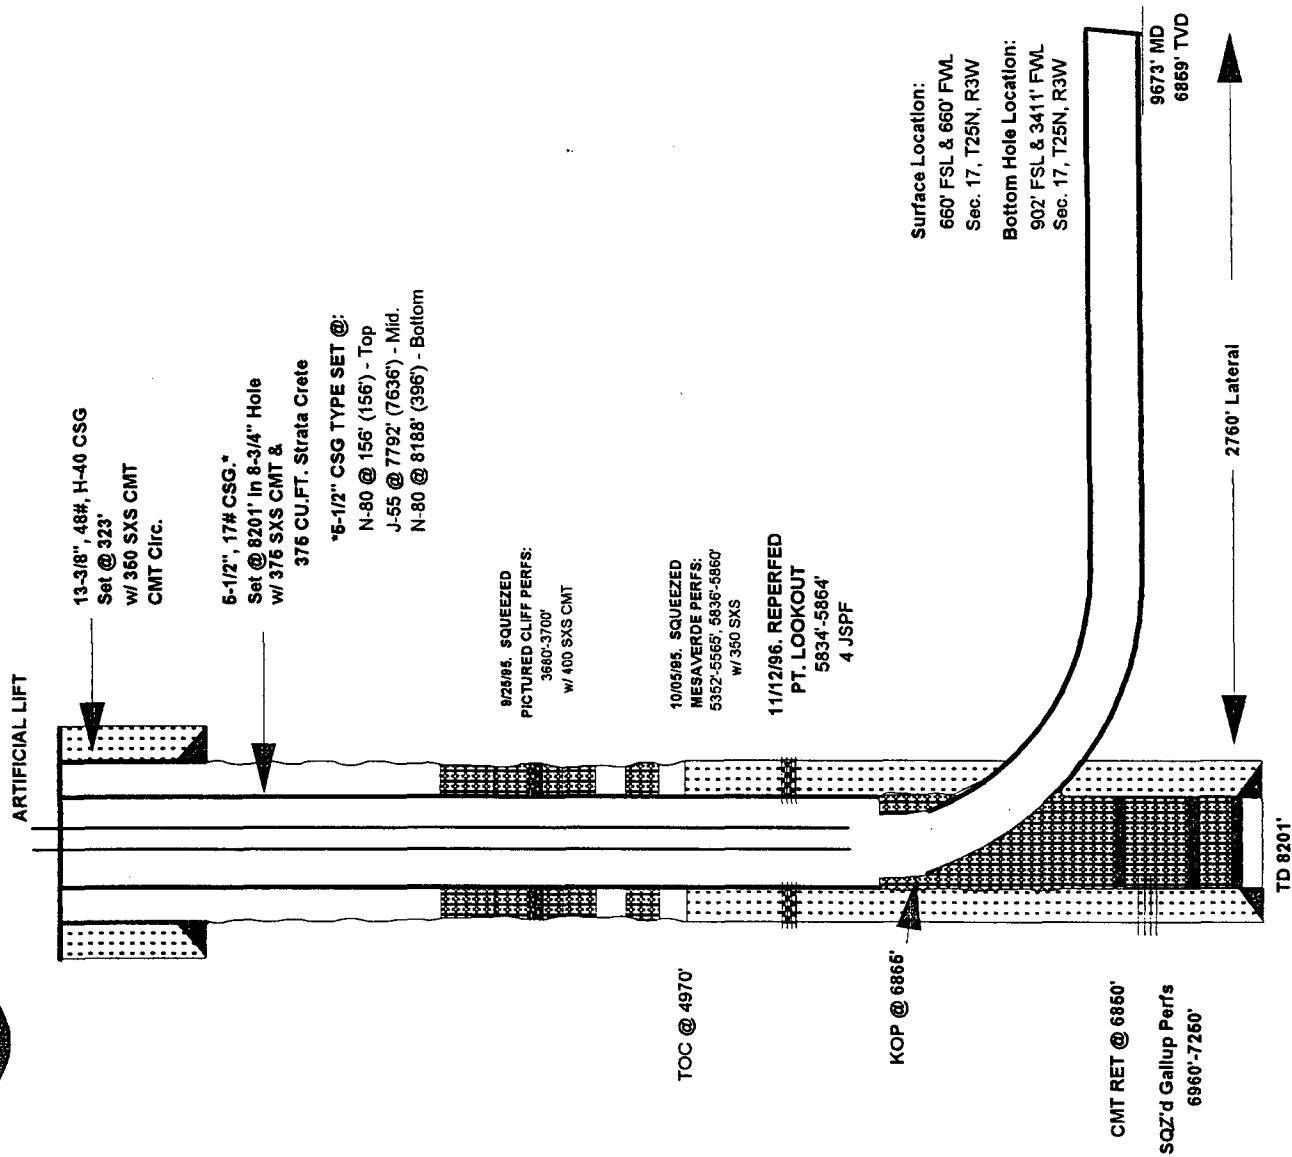 ARTIFICIAL LIFT
13-3/8", 48#, H-40 CSG
Set @ 323'
w/ 350 SXS CMT
CMT Circ.
5-1/2", 17# CSG.*
Set @ 8201' In 8-3/4" Hole
w/ 375 SXS CMT &
375 CU.FT. Strata Crete
*5-1/2" CSG TYPE SET @:
N-80 @ 156' (156') - Top
J-55 @ 7792' (7636') - Mid.
N-80 @ 8188' (396') - Bottom
9/25/95. SQUEEZED
PICTURED CLIFF PERFS:
3680'-3700'
w/ 400 SXS CMT
10/05/95. SQUEEZED
MESAVERDE PERFS:
5352'-5565', 5836'-5860'
w/ 350 SXS
11/12/96. REPERFED
PT. LOOKOUT
5834'-5864'
4 JSPF
Surface Location:
660' FSL & 660' FWL
Sec. 17, T25N, R3W
Bottom Hole Location:
902' FSL & 3411' FWL
Sec. 17, T25N, R3W
9673' MD
6859' TVD
2760' Lateral
TOC @ 4970'
KOP @ 6865'
CMT RET @ 6850'
SQZ'd Gallup Perfs
6960'-7250'
TD 8201'